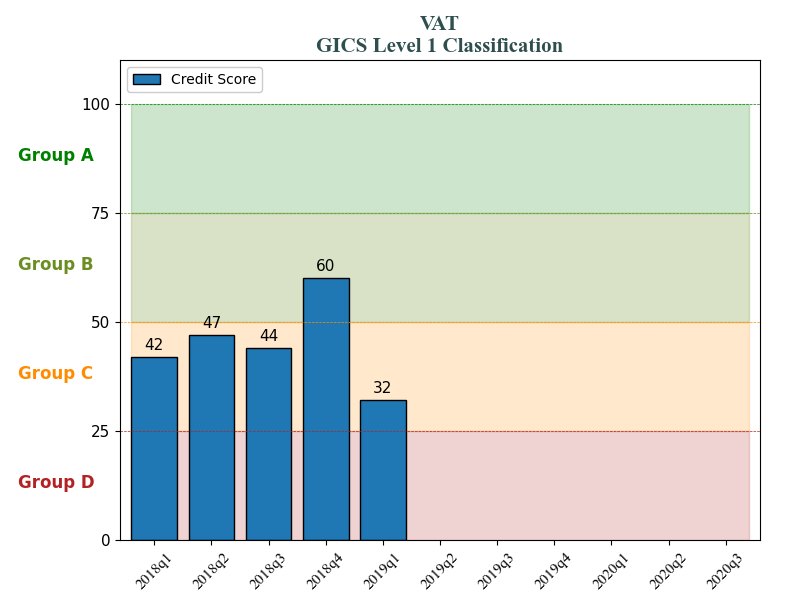 VAT
GICS Level 1 Classification
Credit Score
100
Group A
75
Group B
60
50
47
44
42
Group C
32
25
Group D
0
2018q1
2018q2
2018q3
2018q4
2019q1
2019q2
2019q3
2019q4
2020q1
2020q2
2020q3